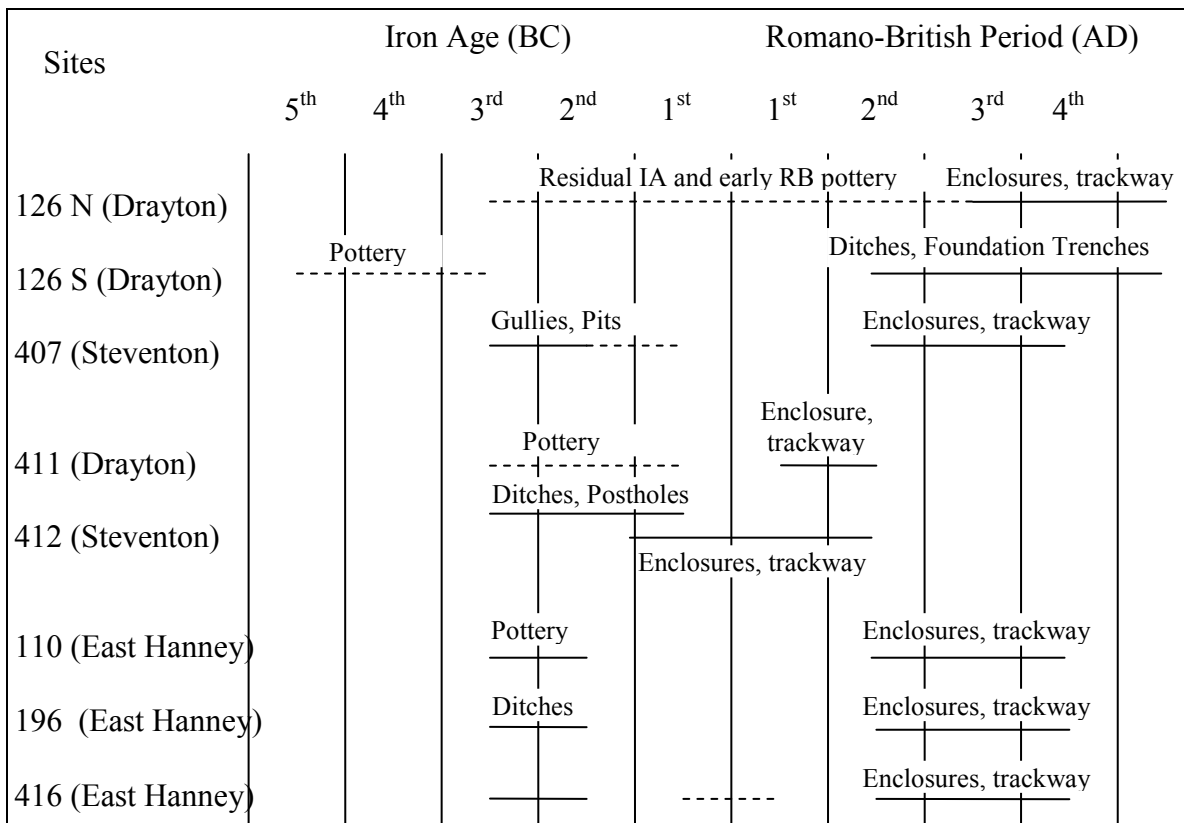 Iron Age (BC) Romano-British Period (AD)
Sites
5th 4th 3rd 2nd 1st 1st 2nd 3rd 4th
Residual IA and early RB pottery Enclosures, trackway
126 N (Drayton)
Pottery Ditches, Foundation Trenches
126 S (Drayton)
Gullies, Pits Enclosures, trackway
407 (Steventon)
Enclosure,
Pottery trackway
411 (Drayton)
Ditches, Postholes
412 (Steventon)
Enclosures, trackway
Pottery Enclosures, trackway
110 (East Hanney)
Ditches Enclosures, trackway
196 (East Hanney)
Enclosures, trackway
416 (East Hanney)